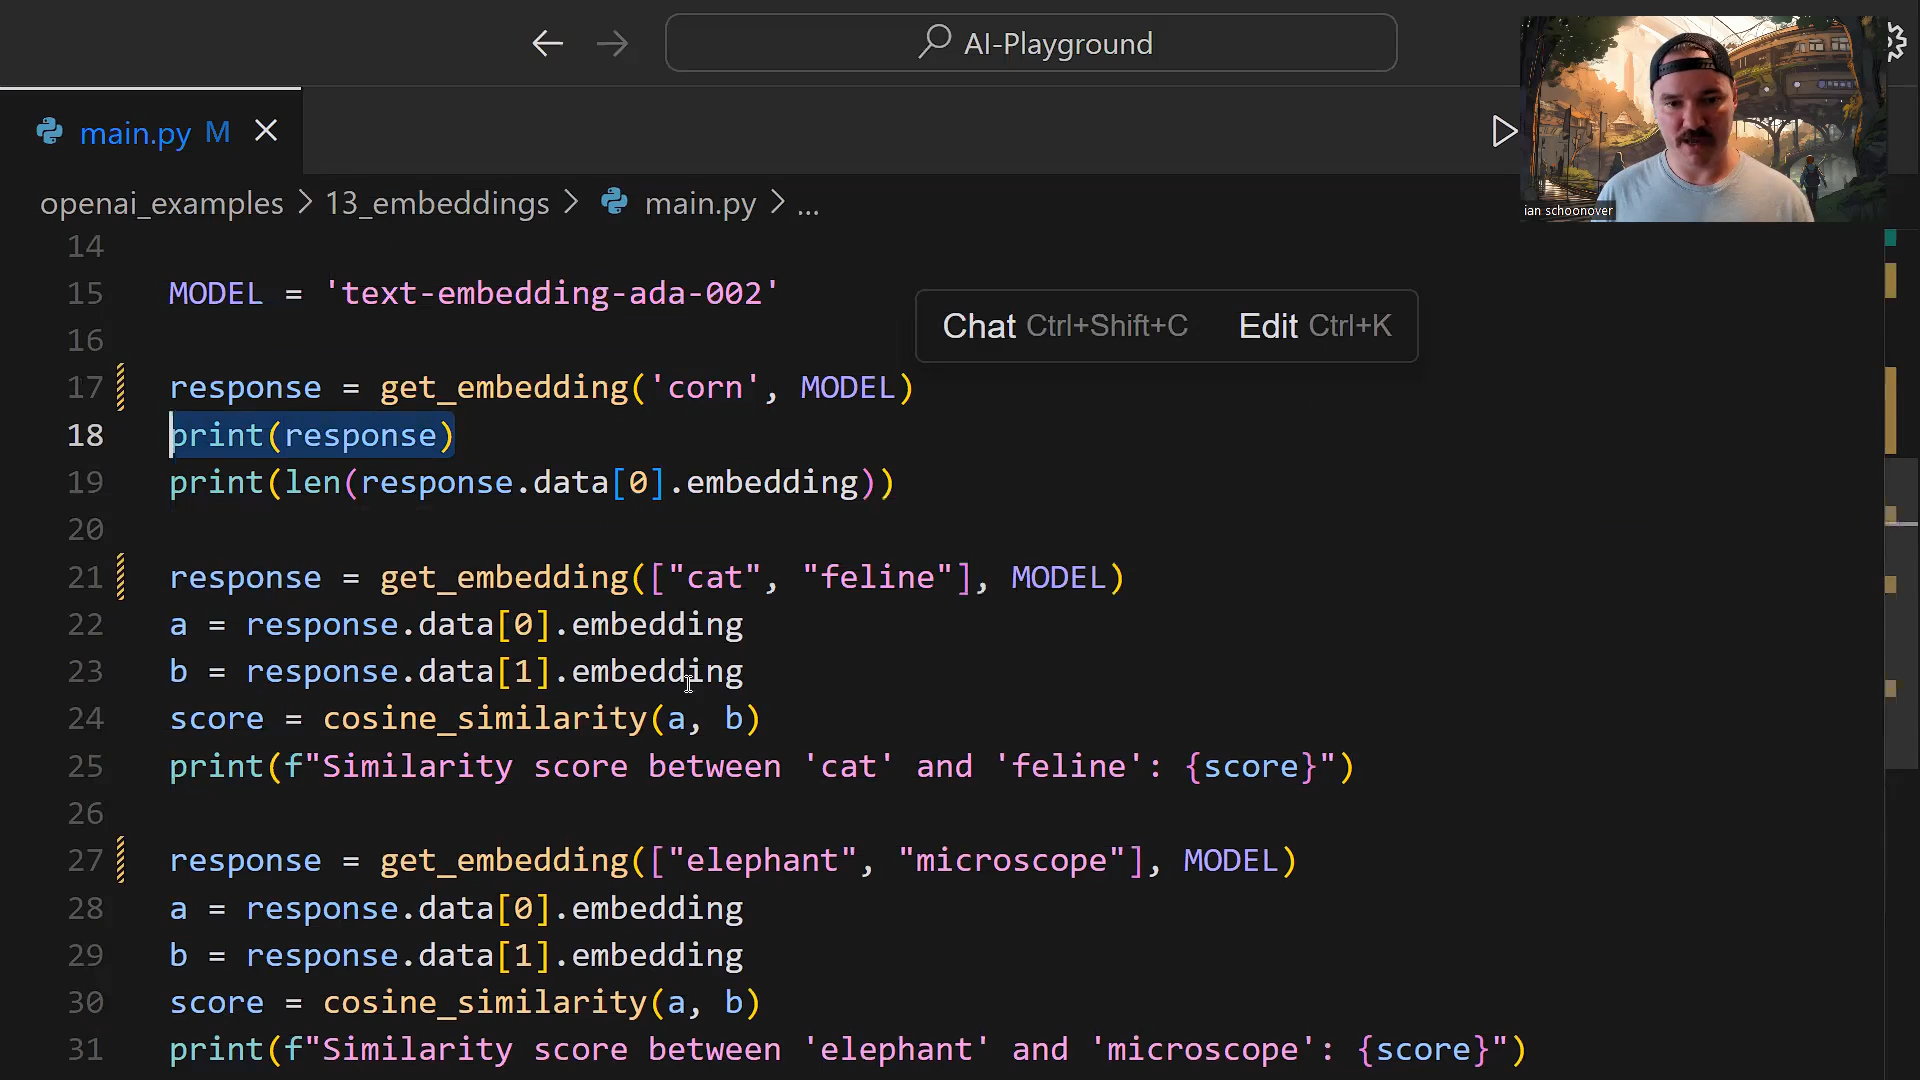 AI-Playground
main.py M
ian schoonover
openai_examples > 13_embeddings > main.py > ...
14
15 MODEL = 'text-embedding-ada-002'
Chat Ctrl+Shift+C Edit Ctrl+K
16
17 response = get_embedding('corn', MODEL)
18 print(response)
19 print(len(response.data[0].embedding))
20
21 response = get_embedding(["cat", "feline"], MODEL)
22 a = response.data[0].embedding
23 b = response.data[1].embedding
24 score = cosine_similarity(a, b)
25 print(f"Similarity score between 'cat' and 'feline': {score}")
26
27 response = get_embedding(["elephant", "microscope"], MODEL)
28 a = response.data[0].embedding
29 b = response.data[1].embedding
30 score = cosine_similarity(a, b)
31 print(f"Similarity score between 'elephant' and 'microscope': {score}")